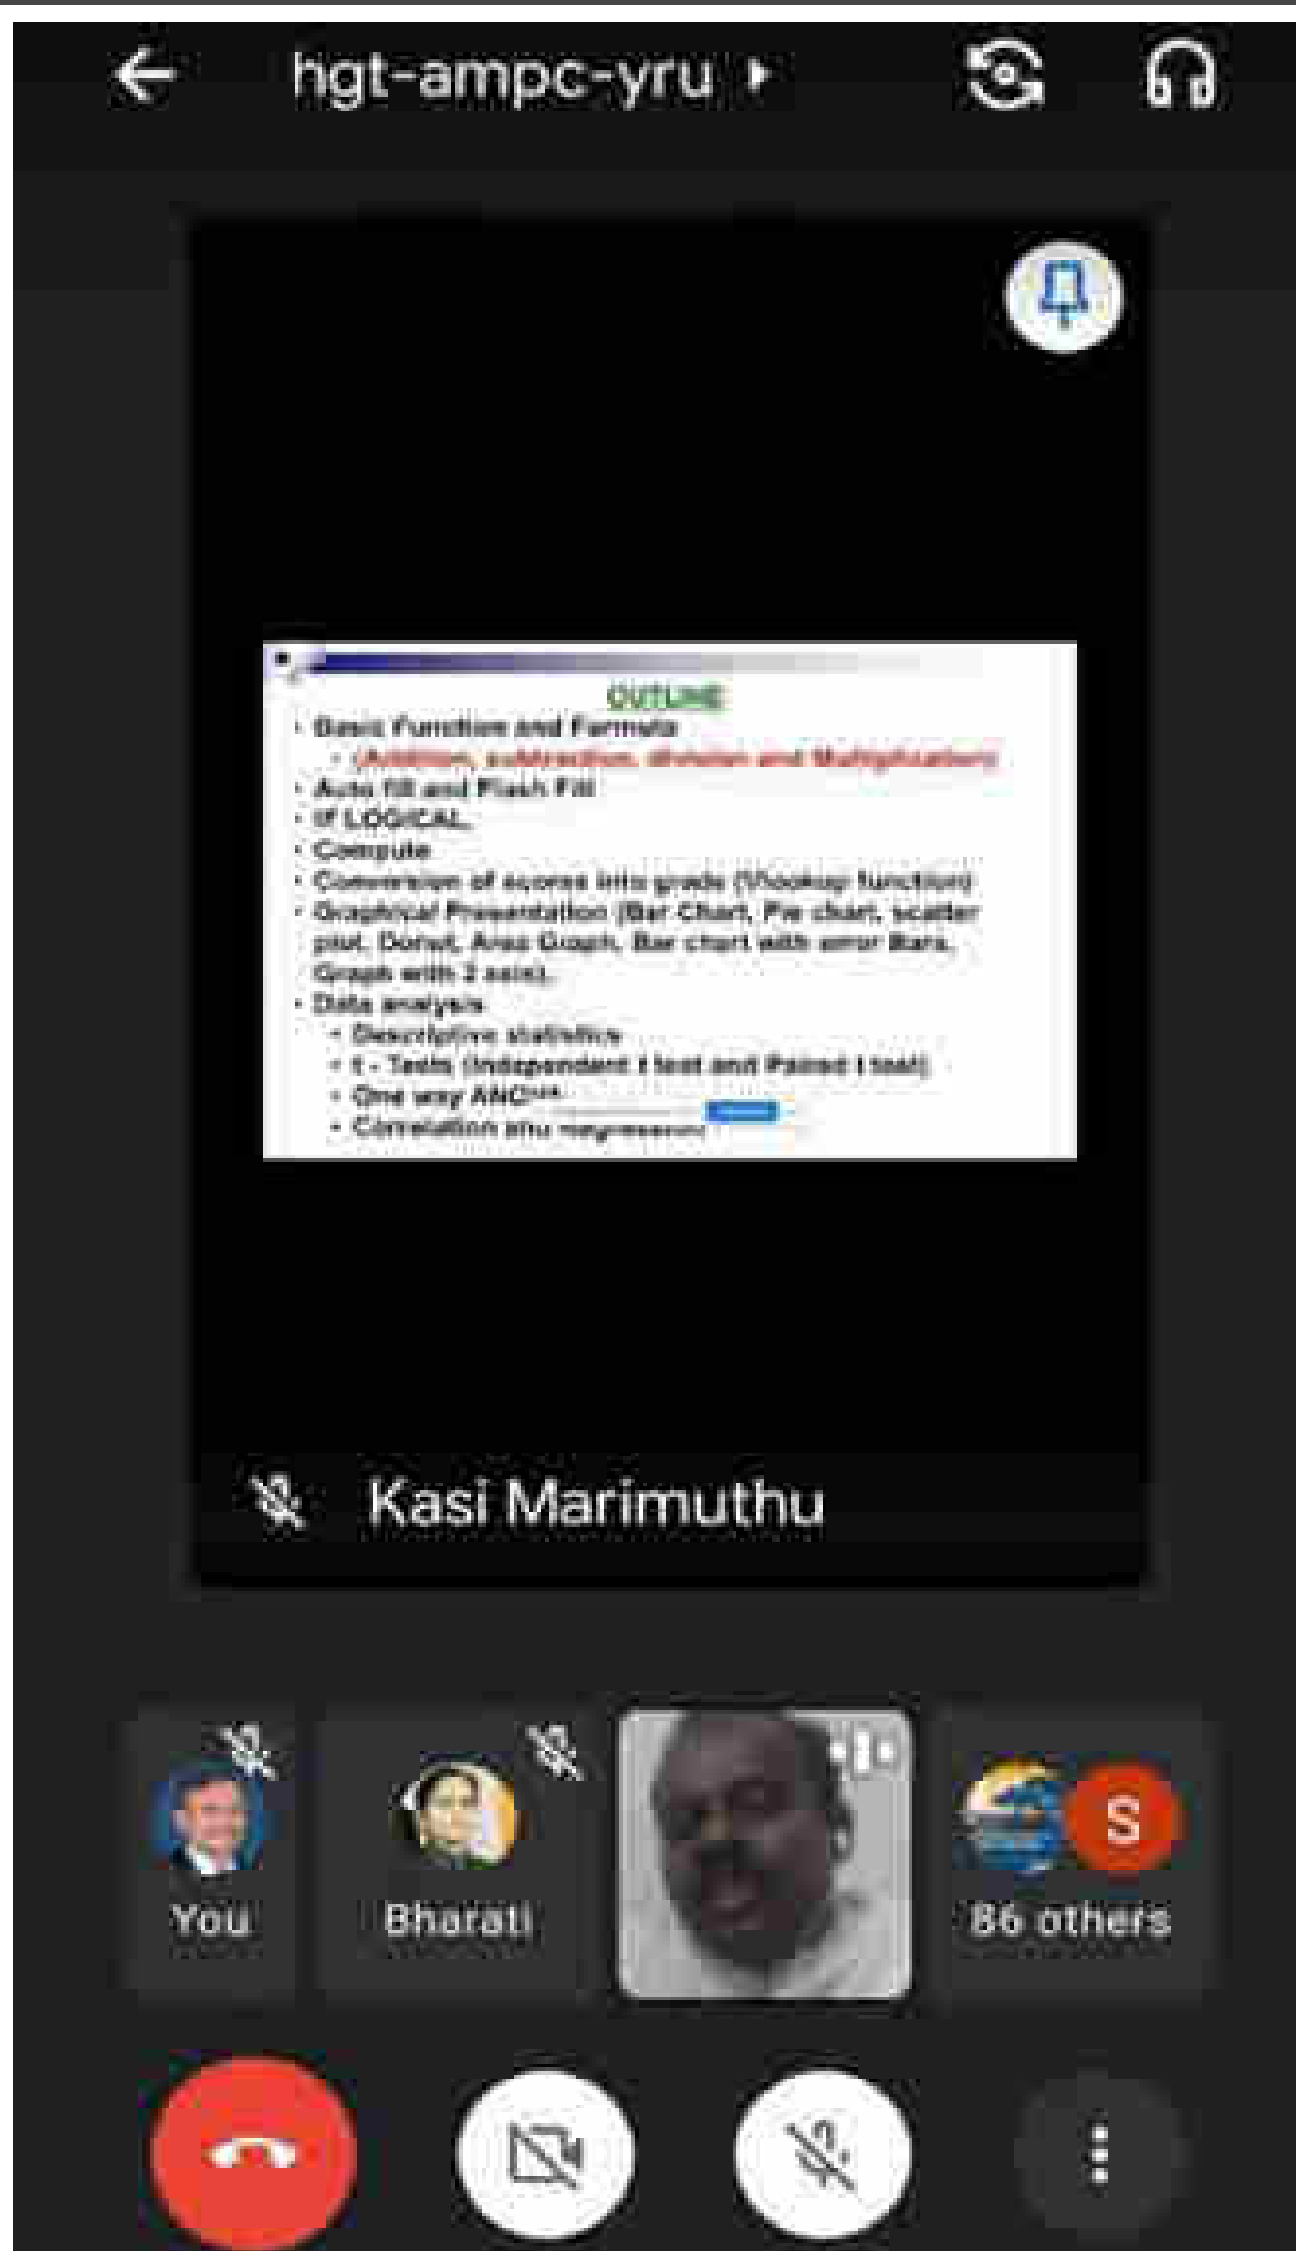 hgt-ampc-yru
OUTLINE
• Basic Function and Formula
• (Addition, subtraction, division and Multiplication)
• Auto fill and Flash Fill
• If LOGICAL,
• Compute
• Conversion of scores into grade (Vlookup function)
• Graphical Presentation (Bar Chart, Pie chart, scatter
plot, Donut, Area Graph, Bar chart with error Bars,
Graph with 2 axis),
• Data analysis
• Descriptive statistics
• t - Tests (Independent t test and Paired t test)
• One way
• Correlation and
Kasi Marimuthu
You
Bharati
S
86 others